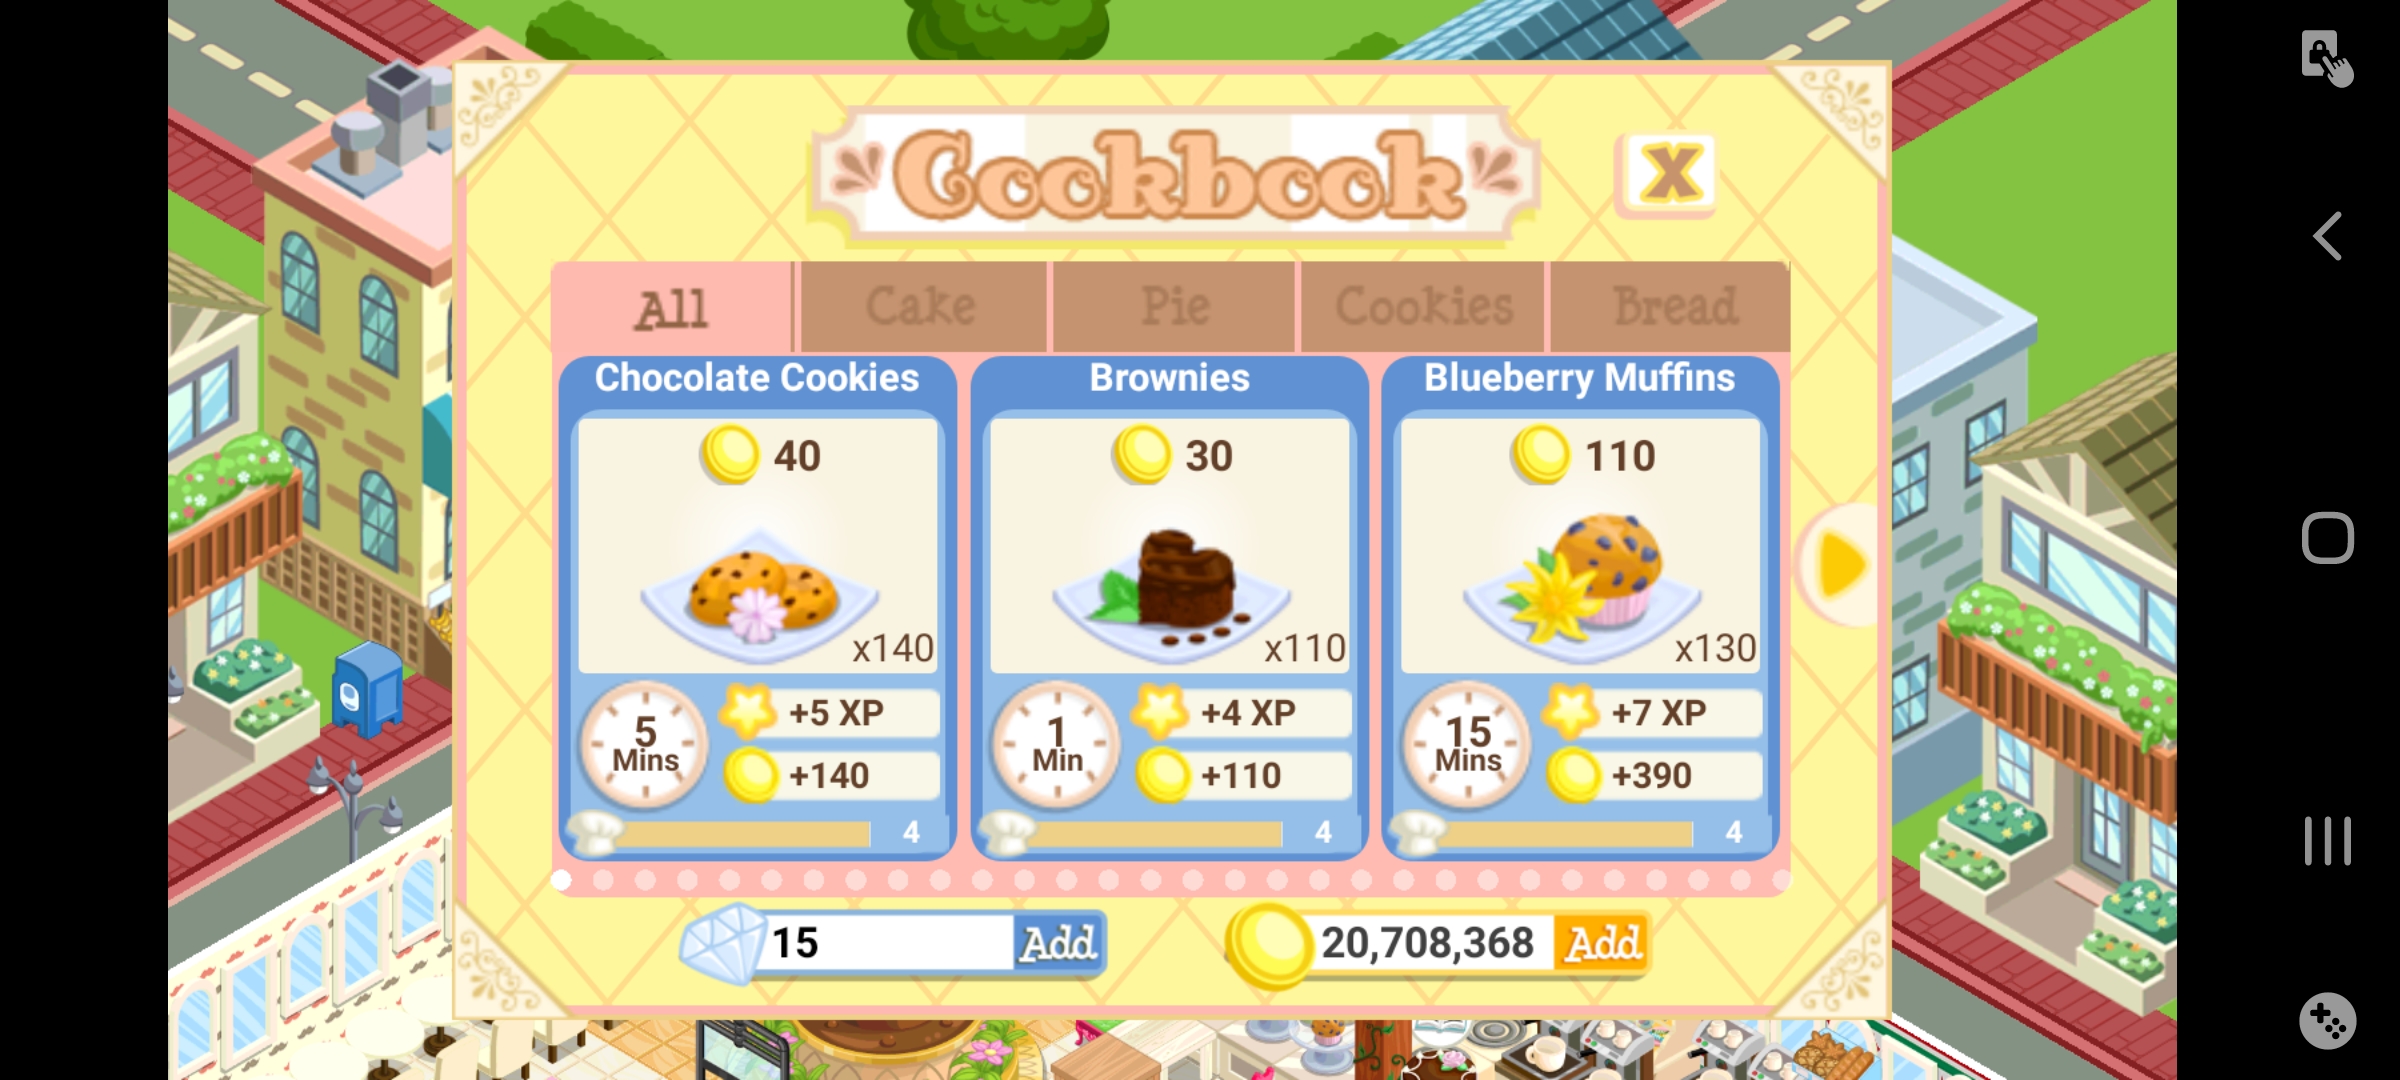 Cookbook
X
All
Cake
Pie
Cookies
Bread
Chocolate Cookies
40
x140
5
Mins
+5 XP
+140
4
Brownies
30
x110
1
Min
+4 XP
+110
4
Blueberry Muffins
110
x130
15
Mins
+7 XP
+390
4
15
Add
20,708,368
Add